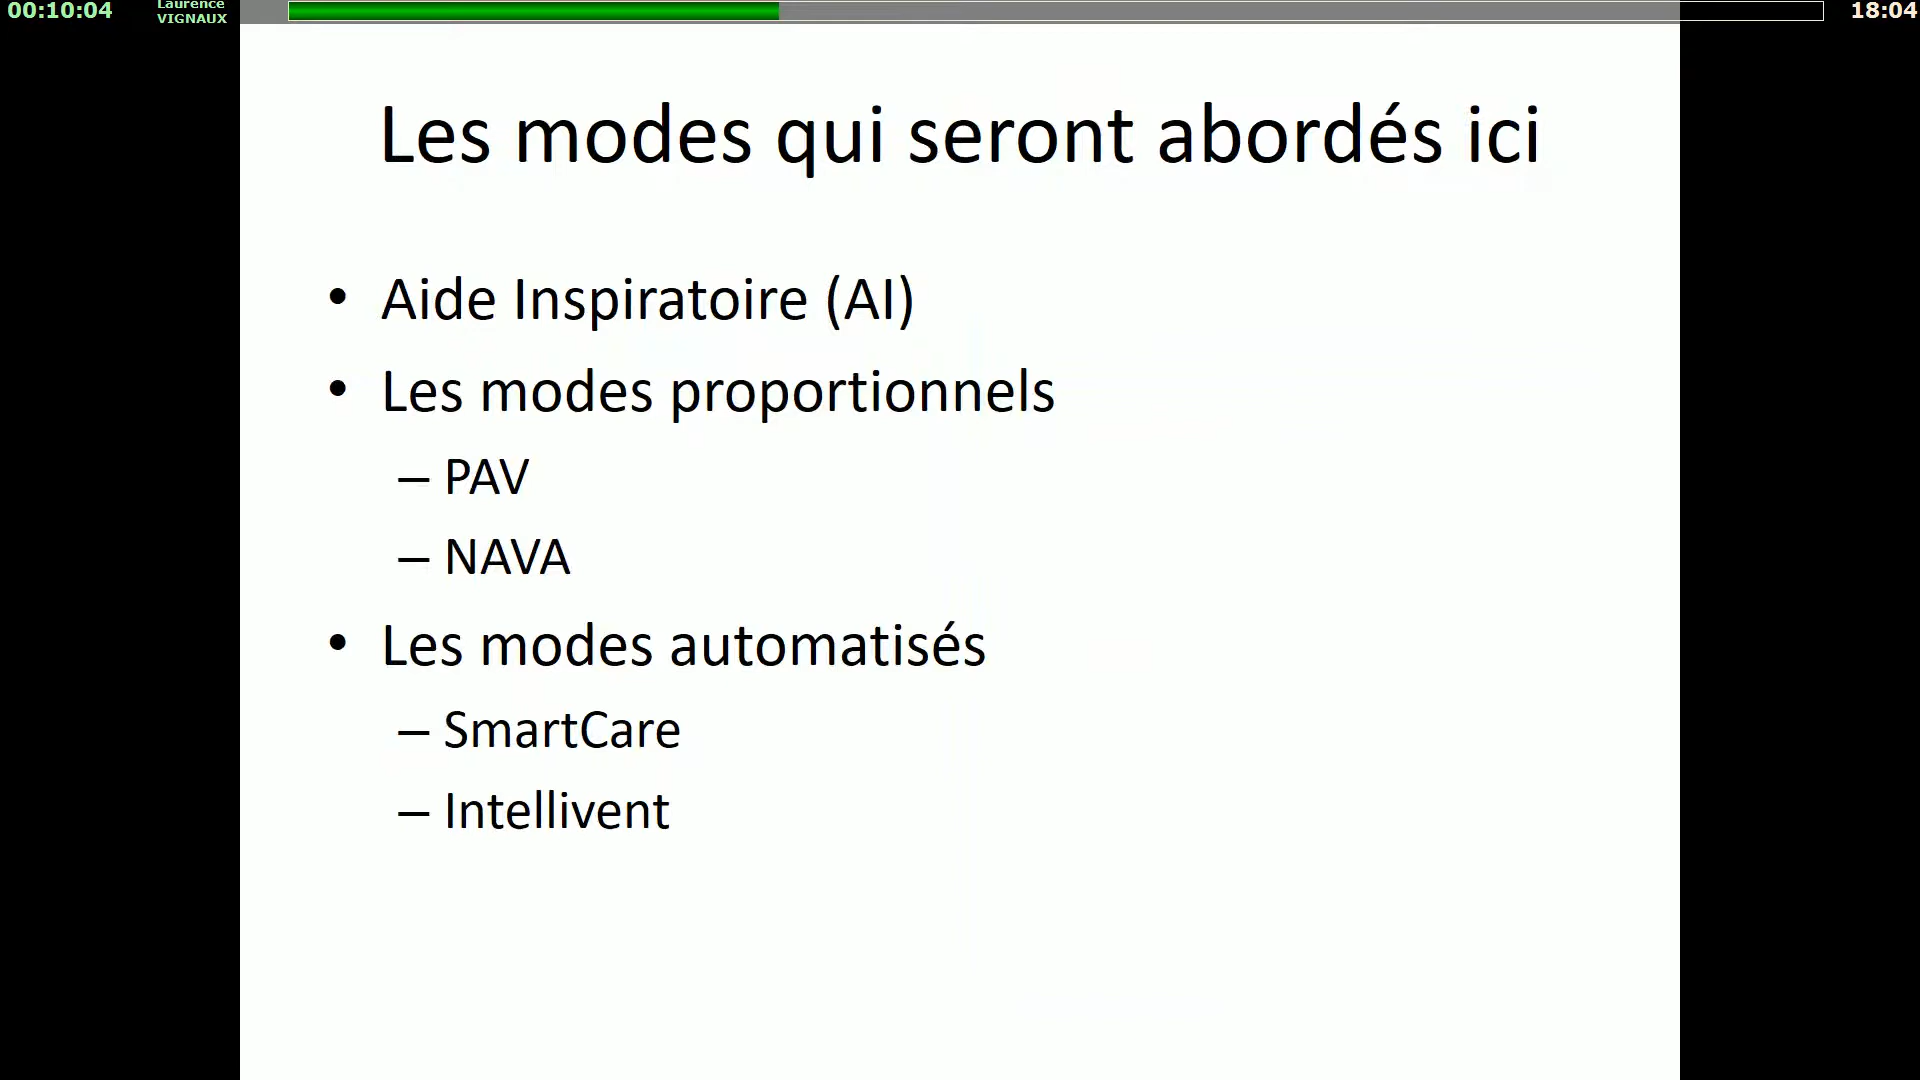 00:10:04
Laurence
VIGNAUX
18:04
Les modes qui seront abordés ici
• Aide Inspiratoire (AI)
• Les modes proportionnels
– PAV
– NAVA
• Les modes automatisés
– SmartCare
– Intellivent